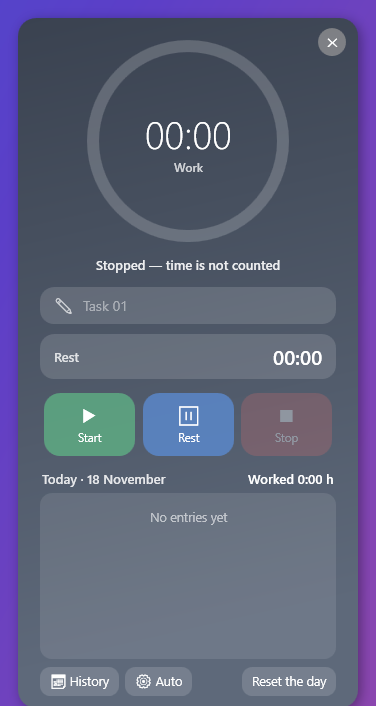 00:00
Work
Stopped — time is not counted
Task 01
Rest 00:00
Start Rest Stop
Today · 18 November Worked 0:00 h
No entries yet
History Auto Reset the day